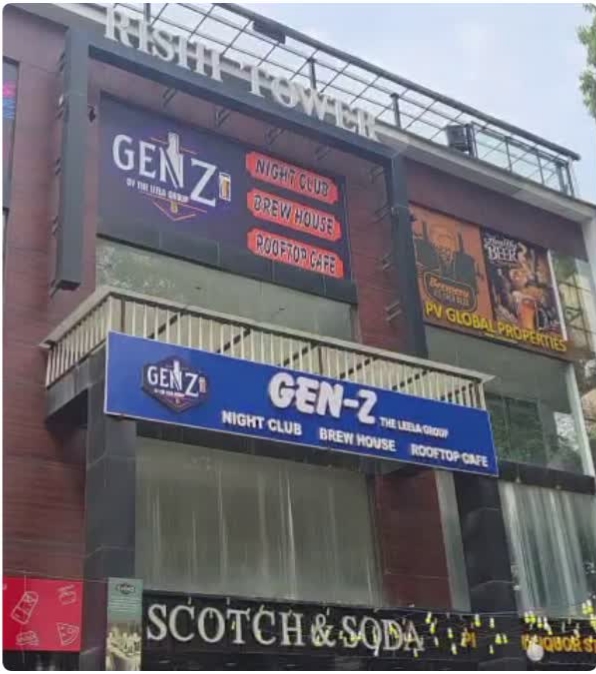 RISHI TOWER
GEN Z
BY THE LEELA GROUP
NIGHT CLUB
BREW HOUSE
ROOFTOP CAFE
BEER
PV GLOBAL PROPERTIES
GEN Z
GEN-Z THE LEELA GROUP
NIGHT CLUB BREW HOUSE ROOFTOP CAFE
SCOTCH & SODA